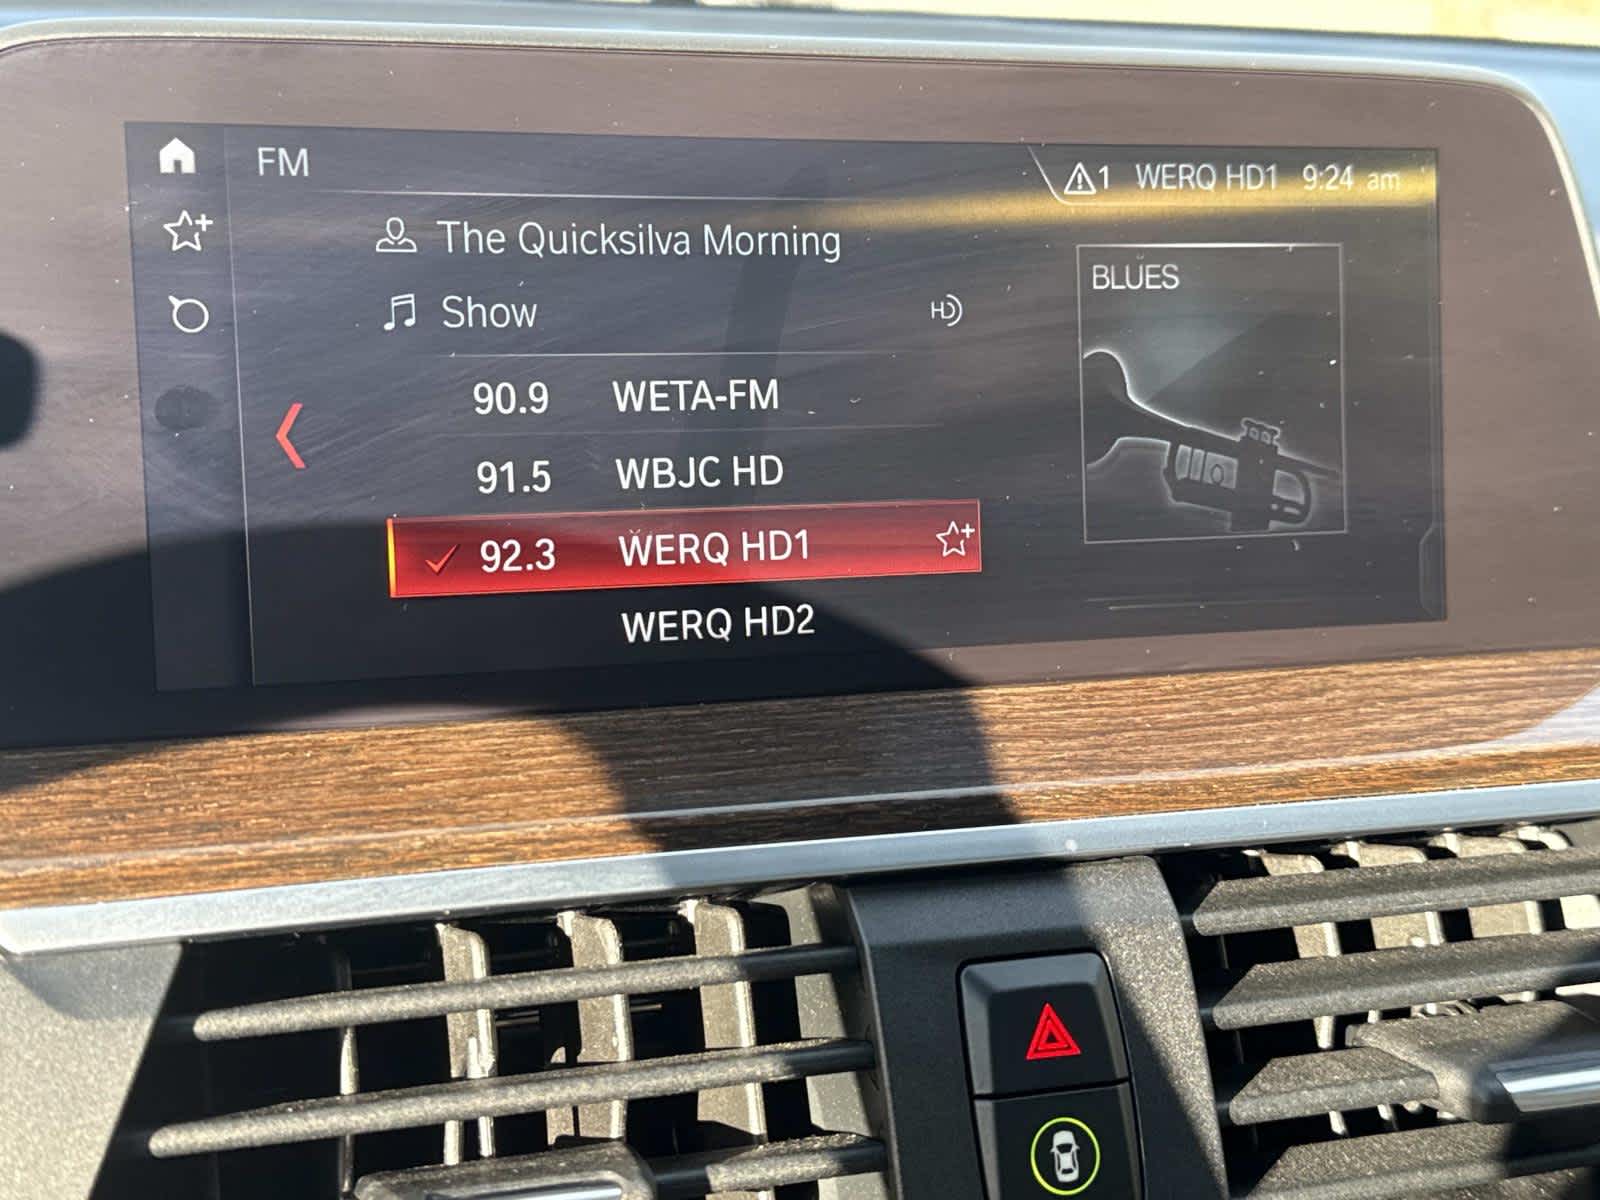 FM
1 WERQ HD1 9:24 am
The Quicksilva Morning
Show
HD
BLUES
90.9 WETA-FM
91.5 WBJC HD
92.3 WERQ HD1
WERQ HD2